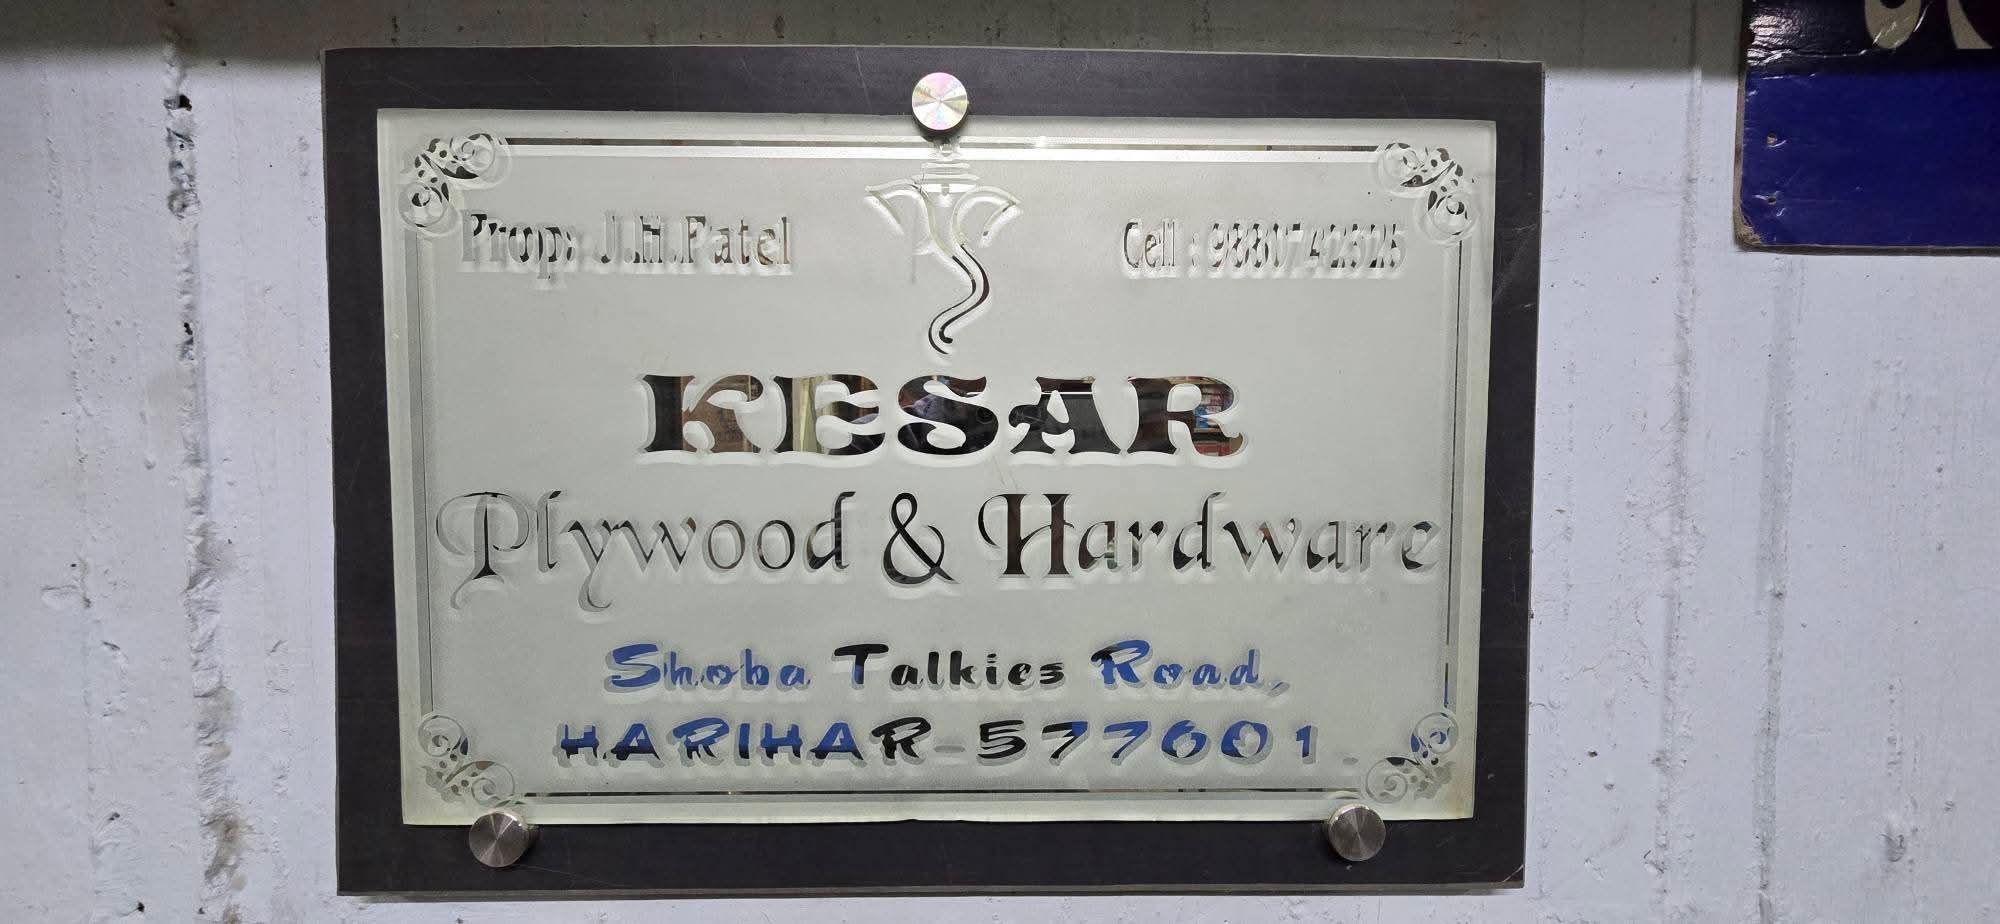 Prop: J.H.Patel
Cell : 9880742525
KESAR
Plywood & Hardware
Shoba Talkies Road,
HARIHAR-577601.